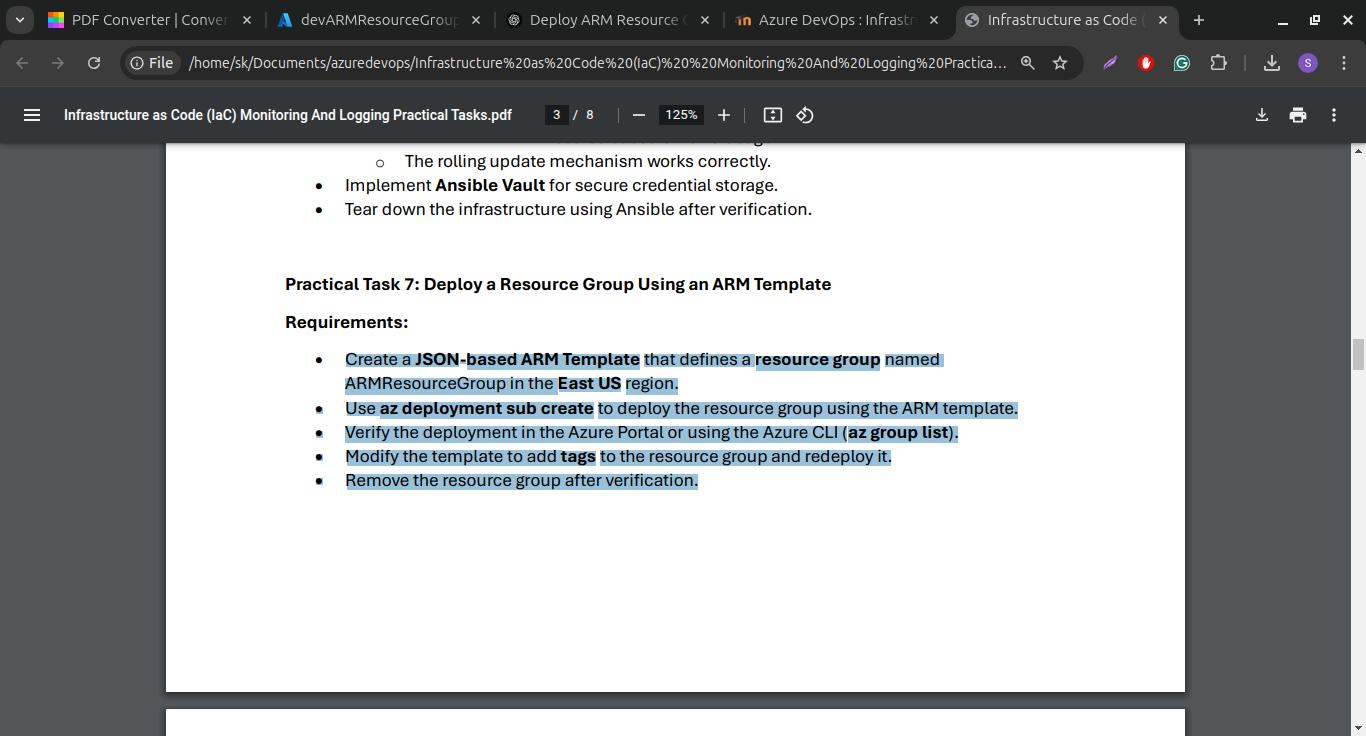 PDF Converter | Conver
devARMResourceGroup
Deploy ARM Resource G
Azure DevOps : Infrastr
Infrastructure as Code (
File /home/sk/Documents/azuredevops/Infrastructure%20as%20Code%20(IaC)%20%20Monitoring%20And%20Logging%20Practica... S
Infrastructure as Code (IaC) Monitoring And Logging Practical Tasks.pdf 3 / 8 125%
o The rolling update mechanism works correctly.
• Implement Ansible Vault for secure credential storage.
• Tear down the infrastructure using Ansible after verification.
Practical Task 7: Deploy a Resource Group Using an ARM Template
Requirements:
• Create a JSON-based ARM Template that defines a resource group named
ARMResourceGroup in the East US region.
• Use az deployment sub create to deploy the resource group using the ARM template.
• Verify the deployment in the Azure Portal or using the Azure CLI (az group list).
• Modify the template to add tags to the resource group and redeploy it.
• Remove the resource group after verification.